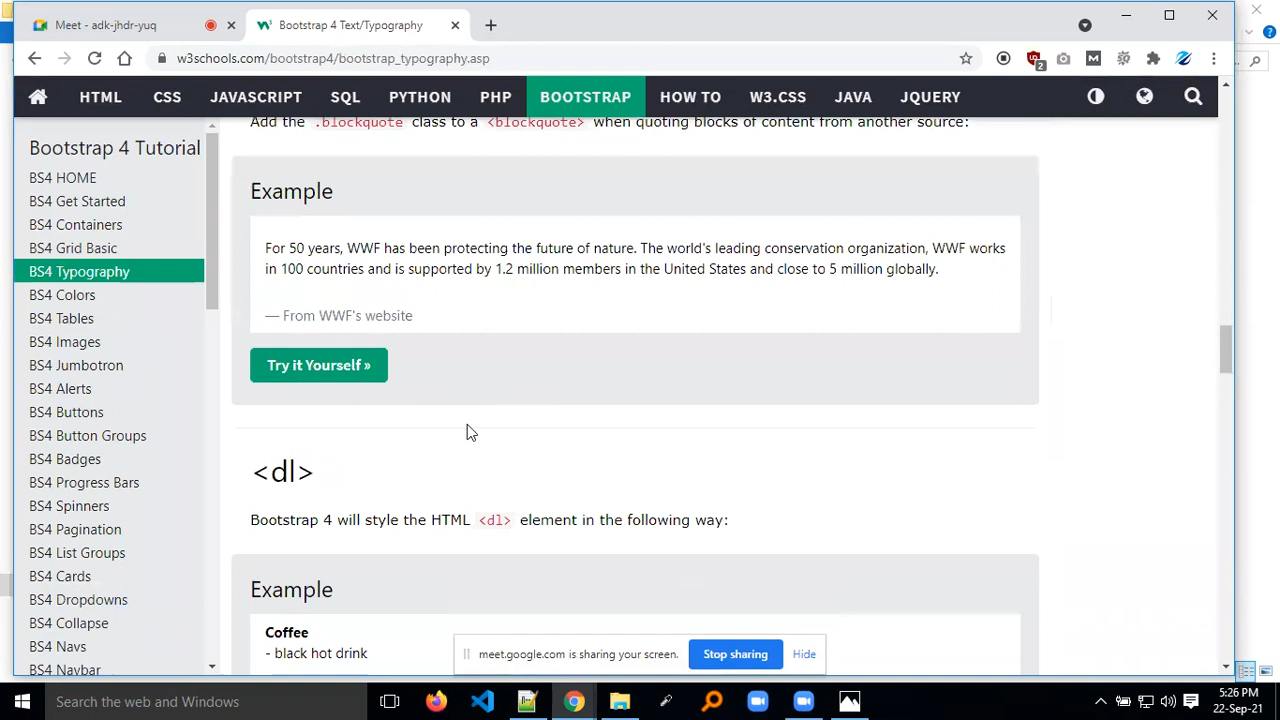 Meet - adk-jhdr-yuq
Bootstrap 4 Text/Typography
w3schools.com/bootstrap4/bootstrap_typography.asp
2
HTML CSS JAVASCRIPT SQL PYTHON PHP BOOTSTRAP HOW TO W3.CSS JAVA JQUERY
Bootstrap 4 Tutorial
BS4 HOME
BS4 Get Started
BS4 Containers
BS4 Grid Basic
BS4 Typography
BS4 Colors
BS4 Tables
BS4 Images
BS4 Jumbotron
BS4 Alerts
BS4 Buttons
BS4 Button Groups
BS4 Badges
BS4 Progress Bars
BS4 Spinners
BS4 Pagination
BS4 List Groups
BS4 Cards
BS4 Dropdowns
BS4 Collapse
BS4 Navs
BS4 Navbar
Add the .blockquote class to a <blockquote> when quoting blocks of content from another source:
Example
For 50 years, WWF has been protecting the future of nature. The world's leading conservation organization, WWF works
in 100 countries and is supported by 1.2 million members in the United States and close to 5 million globally.
— From WWF's website
Try it Yourself »
<dl>
Bootstrap 4 will style the HTML <dl> element in the following way:
Example
Coffee
- black hot drink
meet.google.com is sharing your screen. Stop sharing Hide
Search the web and Windows
5:26 PM
22-Sep-21